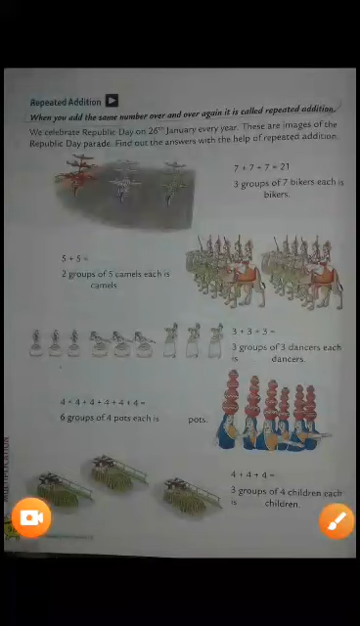 Repeated Addition
When you add the same number over and over again it is called repeated addition.
We celebrate Republic Day on 26th January every year. These are images of the
Republic Day parade. Find out the answers with the help of repeated addition.
7 + 7 + 7 = 21
3 groups of 7 bikers each is
bikers.
5 + 5 =
2 groups of 5 camels each is
camels.
3 + 3 + 3 =
3 groups of 3 dancers each
is dancers.
4 + 4 + 4 + 4 + 4 + 4 =
6 groups of 4 pots each is pots.
4 + 4 + 4 =
3 groups of 4 children each
is children.